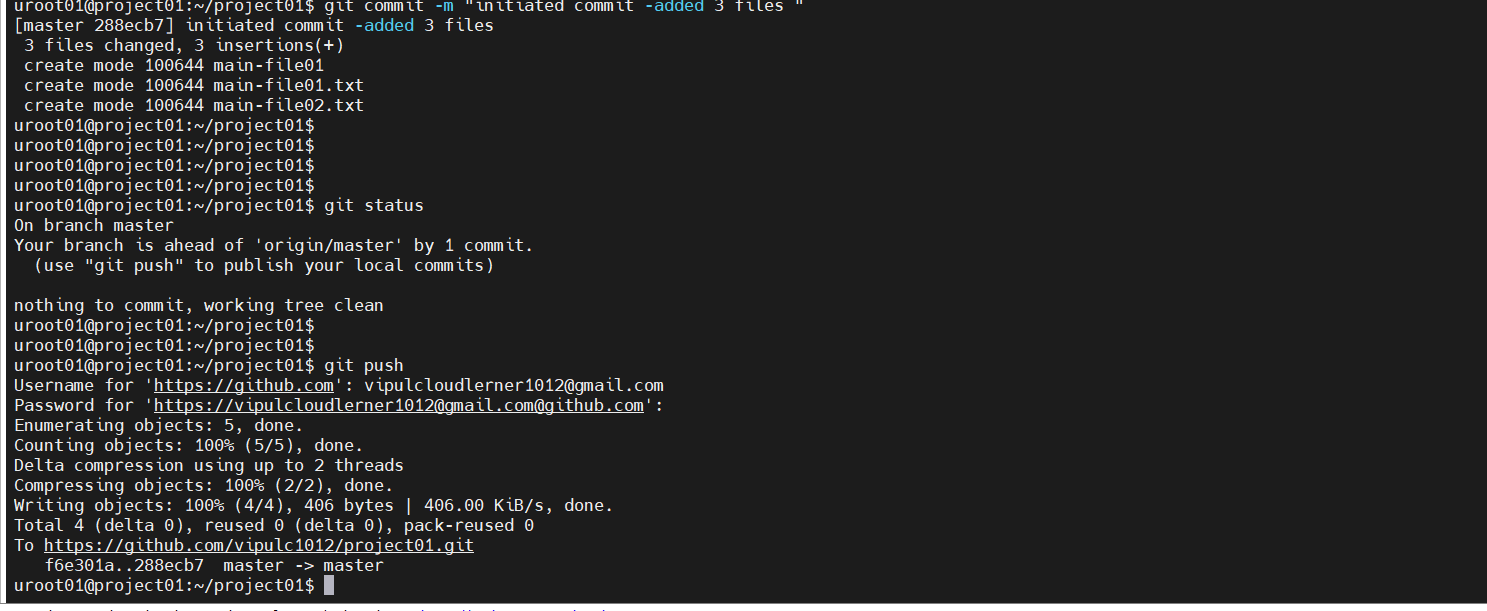 uroot01@project01:~/project01$ git commit -m "initiated commit -added 3 files "
[master 288ecb7] initiated commit -added 3 files
 3 files changed, 3 insertions(+)
 create mode 100644 main-file01
 create mode 100644 main-file01.txt
 create mode 100644 main-file02.txt
uroot01@project01:~/project01$
uroot01@project01:~/project01$
uroot01@project01:~/project01$
uroot01@project01:~/project01$
uroot01@project01:~/project01$ git status
On branch master
Your branch is ahead of 'origin/master' by 1 commit.
  (use "git push" to publish your local commits)

nothing to commit, working tree clean
uroot01@project01:~/project01$
uroot01@project01:~/project01$
uroot01@project01:~/project01$ git push
Username for 'https://github.com': vipulcloudlerner1012@gmail.com
Password for 'https://vipulcloudlerner1012@gmail.com@github.com':
Enumerating objects: 5, done.
Counting objects: 100% (5/5), done.
Delta compression using up to 2 threads
Compressing objects: 100% (2/2), done.
Writing objects: 100% (4/4), 406 bytes | 406.00 KiB/s, done.
Total 4 (delta 0), reused 0 (delta 0), pack-reused 0
To https://github.com/vipulc1012/project01.git
   f6e301a..288ecb7  master -> master
uroot01@project01:~/project01$